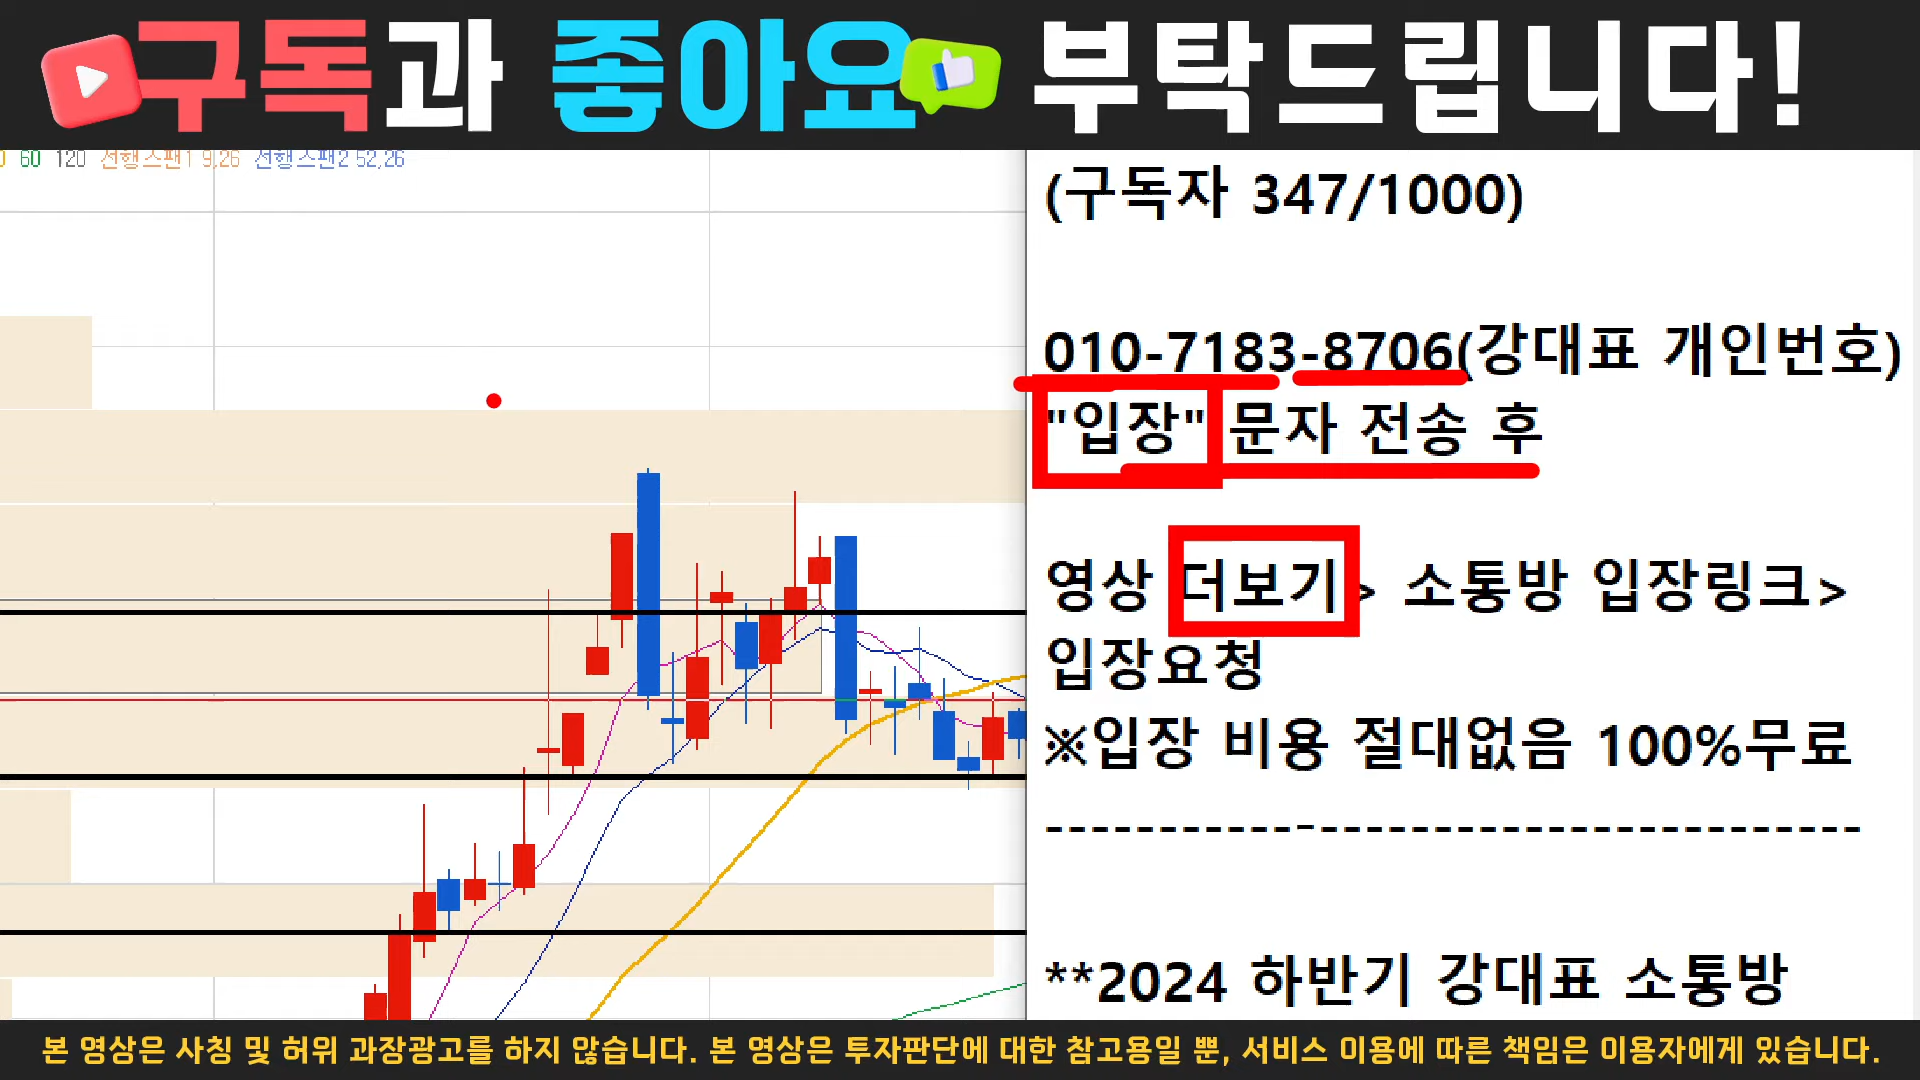 구독과 좋아요 부탁드립니다!
60 120 선행스팬1 9,26 선행스팬2 52,26
(구독자 347/1000)
010-7183-8706(강대표 개인번호)
"입장" 문자 전송 후
영상 더보기> 소통방 입장링크>
입장요청
※입장 비용 절대없음 100%무료
--------------------------------------
**2024 하반기 강대표 소통방
본 영상은 사칭 및 허위 과장광고를 하지 않습니다. 본 영상은 투자판단에 대한 참고용일 뿐, 서비스 이용에 따른 책임은 이용자에게 있습니다.